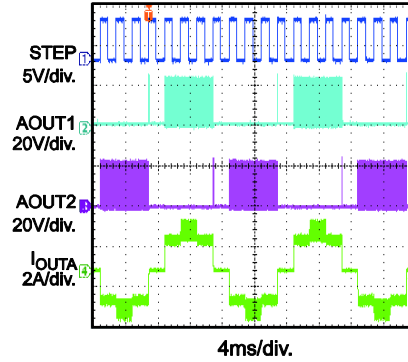 T
STEP
1
5V/div.
AOUT1
2
20V/div.
AOUT2
3
20V/div.
IOUTA
4
2A/div.
4ms/div.